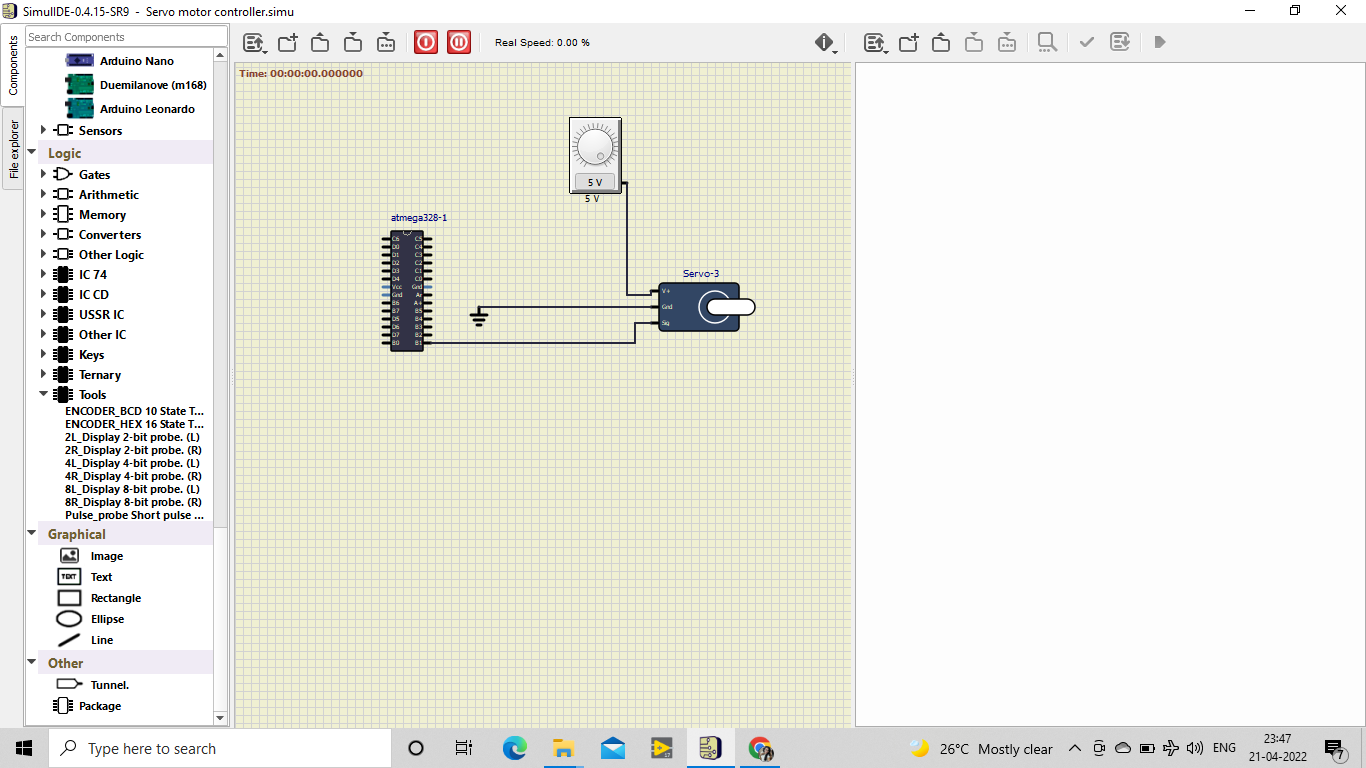 SimulIDE-0.4.15-SR9 - Servo motor controller.simu
Components
File explorer
Search Components
Arduino Nano
Duemilanove (m168)
Arduino Leonardo
Sensors
Logic
Gates
Arithmetic
Memory
Converters
Other Logic
IC 74
IC CD
USSR IC
Other IC
Keys
Ternary
Tools
ENCODER_BCD 10 State T...
ENCODER_HEX 16 State T...
2L_Display 2-bit probe. (L)
2R_Display 2-bit probe. (R)
4L_Display 4-bit probe. (L)
4R_Display 4-bit probe. (R)
8L_Display 8-bit probe. (L)
8R_Display 8-bit probe. (R)
Pulse_probe Short pulse ...
Graphical
Image
TEXT Text
Rectangle
Ellipse
Line
Other
Tunnel.
Package
Real Speed: 0.00 %
Time: 00:00:00.000000
5 V
5 V
atmega328-1
C6 C5
D0 C4
D1 C3
D2 C2
D3 C1
D4 C0
Vcc Gnd
Gnd
B6
B7 B5
D5 B4
D6 B3
D7 B2
B0 B1
Servo-3
V+
Gnd
Sig
Type here to search
26°C Mostly clear
ENG
23:47
21-04-2022
7